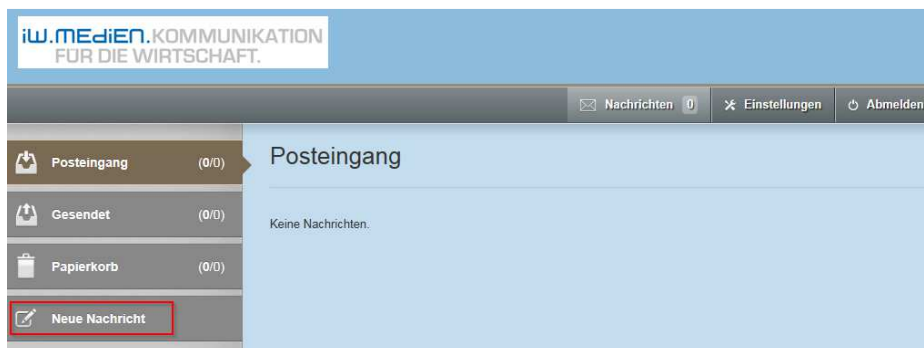 iW.MEDiEN.KOMMUNIKATION
FÜR DIE WIRTSCHAFT.
Nachrichten 0 Einstellungen Abmelden
Posteingang (0/0)
Posteingang
Gesendet (0/0)
Keine Nachrichten.
Papierkorb (0/0)
Neue Nachricht